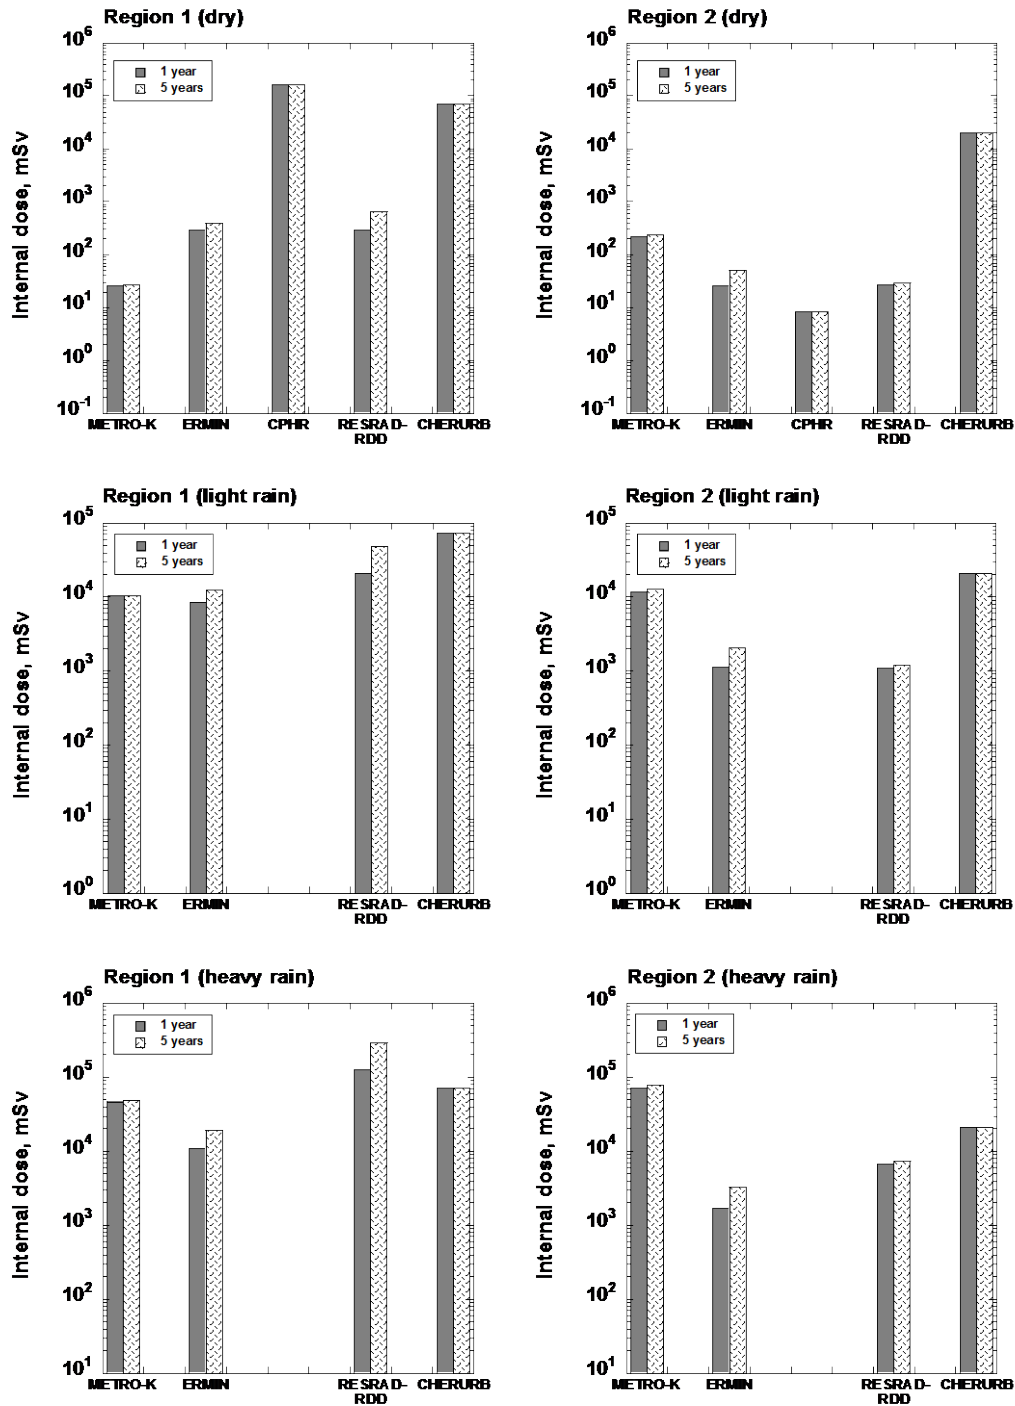 Region 1 (dry)
Region 2 (dry)
10^6
10^5
10^4
10^3
10^2
10^1
10^0
10^-1
Internal dose, mSv
1 year
5 years
METRO-K ERMIN CPHR RESRAD- CHERURB
RDD
10^6
10^5
10^4
10^3
10^2
10^1
10^0
10^-1
Internal dose, mSv
1 year
5 years
METRO-K ERMIN CPHR RESRAD- CHERURB
RDD
Region 1 (light rain)
Region 2 (light rain)
10^5
10^4
10^3
10^2
10^1
10^0
Internal dose, mSv
1 year
5 years
METRO-K ERMIN RESRAD- CHERURB
RDD
10^5
10^4
10^3
10^2
10^1
10^0
Internal dose, mSv
1 year
5 years
METRO-K ERMIN RESRAD- CHERURB
RDD
Region 1 (heavy rain)
Region 2 (heavy rain)
10^6
10^5
10^4
10^3
10^2
10^1
Internal dose, mSv
1 year
5 years
METRO-K ERMIN RESRAD- CHERURB
RDD
10^6
10^5
10^4
10^3
10^2
10^1
Internal dose, mSv
1 year
5 years
METRO-K ERMIN RESRAD- CHERURB
RDD